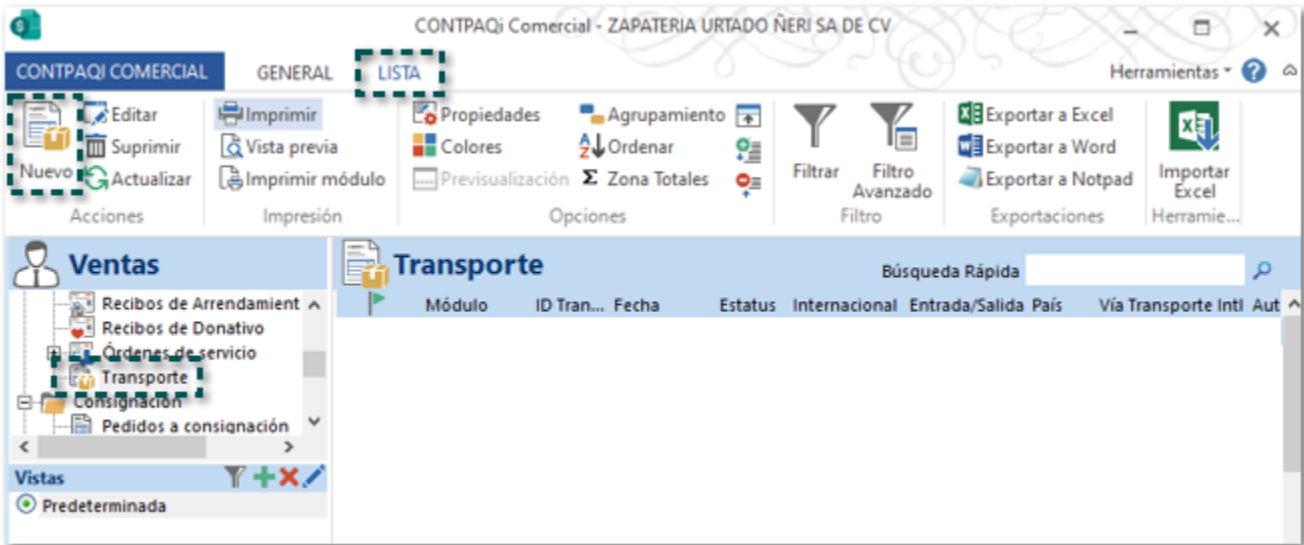 CONTPAQi Comercial - ZAPATERIA URTADO ÑERI SA DE CV
CONTPAQI COMERCIAL GENERAL LISTA Herramientas
Nuevo
Editar
Suprimir
Actualizar
Acciones
Imprimir
Vista previa
Imprimir módulo
Impresión
Propiedades
Colores
Previsualización
Agrupamiento
Ordenar
Zona Totales
Opciones
Filtrar
Filtro
Avanzado
Filtro
Exportar a Excel
Exportar a Word
Exportar a Notpad
Exportaciones
Importar
Excel
Herramie...
Ventas
Recibos de Arrendamient
Recibos de Donativo
Órdenes de servicio
Transporte
Consignación
Pedidos a consignación
Vistas
Predeterminada
Transporte
Búsqueda Rápida
Módulo ID Tran... Fecha Estatus Internacional Entrada/Salida País Vía Transporte Intl Aut